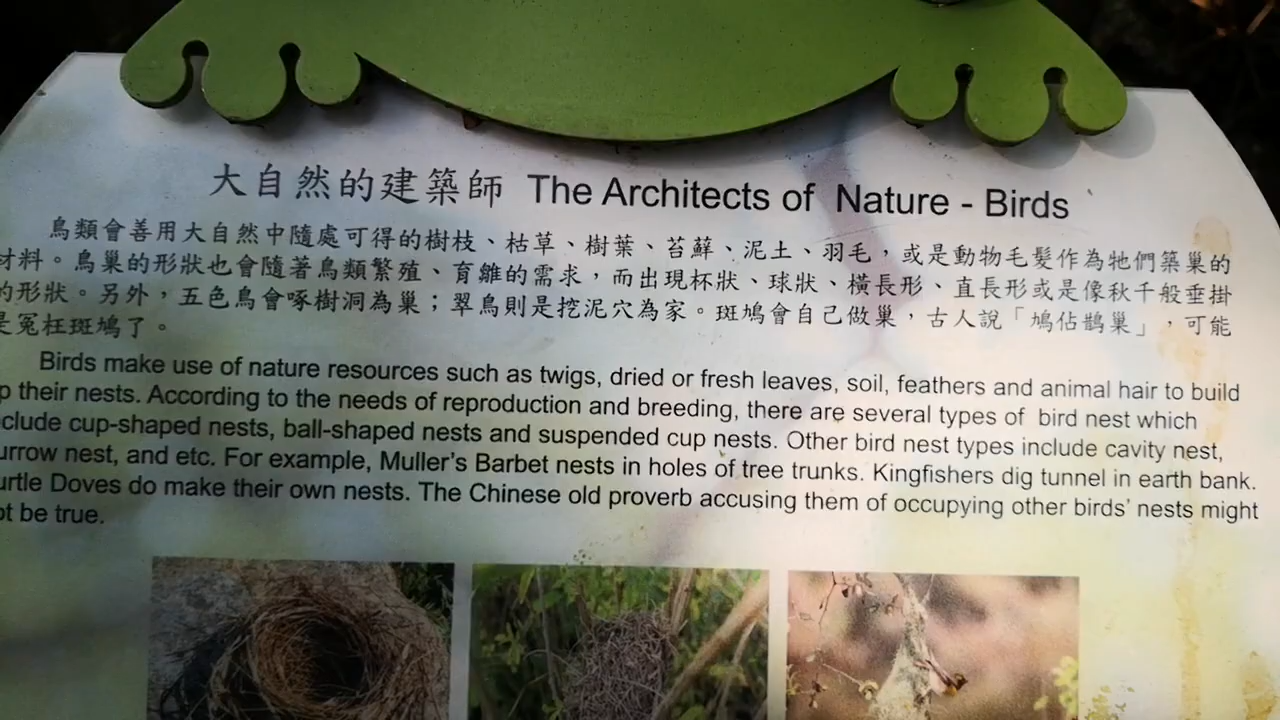 大自然的建築師 The Architects of Nature - Birds
鳥類會善用大自然中隨處可得的樹枝、枯草、樹葉、苔蘚、泥土、羽毛，或是動物毛髮作為牠們築巢的
材料。鳥巢的形狀也會隨著鳥類繁殖、育雛的需求，而出現杯狀、球狀、橫長形、直長形或是像秋千般垂掛
的形狀。另外，五色鳥會啄樹洞為巢；翠鳥則是挖泥穴為家。斑鳩會自己做巢，古人說「鳩佔鵲巢」，可能
是冤枉斑鳩了。
Birds make use of nature resources such as twigs, dried or fresh leaves, soil, feathers and animal hair to build
p their nests. According to the needs of reproduction and breeding, there are several types of bird nest which
clude cup-shaped nests, ball-shaped nests and suspended cup nests. Other bird nest types include cavity nest,
urrow nest, and etc. For example, Muller's Barbet nests in holes of tree trunks. Kingfishers dig tunnel in earth bank.
urtle Doves do make their own nests. The Chinese old proverb accusing them of occupying other birds' nests might
ot be true.